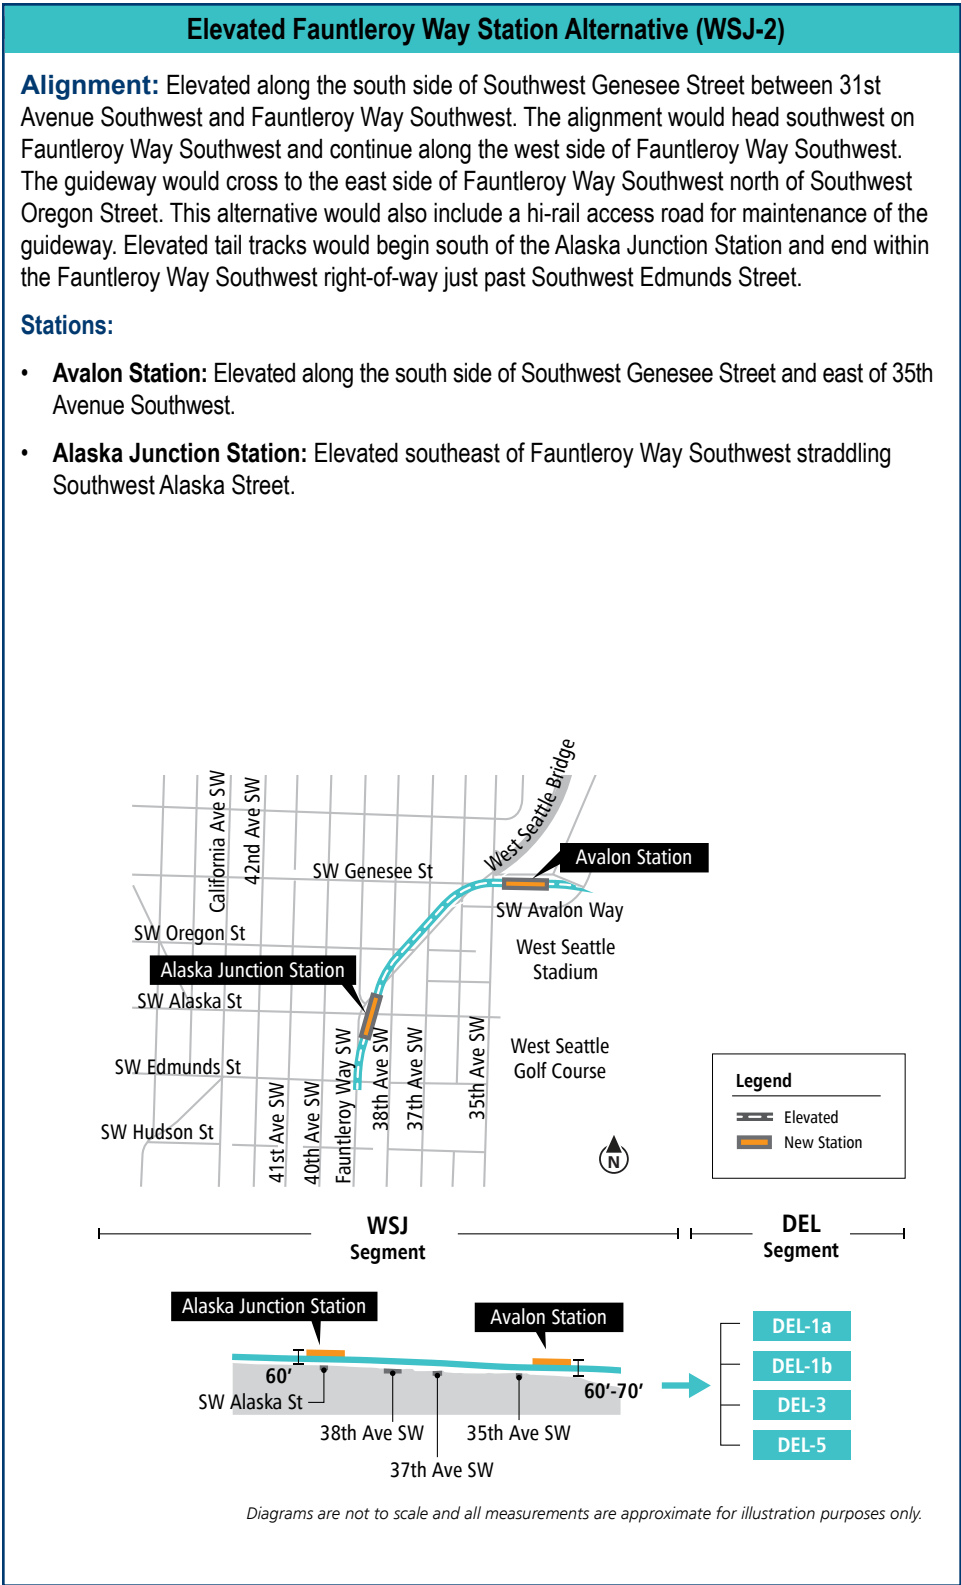 Elevated Fauntleroy Way Station Alternative (WSJ-2)
Alignment: Elevated along the south side of Southwest Genesee Street between 31st
Avenue Southwest and Fauntleroy Way Southwest. The alignment would head southwest on
Fauntleroy Way Southwest and continue along the west side of Fauntleroy Way Southwest.
The guideway would cross to the east side of Fauntleroy Way Southwest north of Southwest
Oregon Street. This alternative would also include a hi-rail access road for maintenance of the
guideway. Elevated tail tracks would begin south of the Alaska Junction Station and end within
the Fauntleroy Way Southwest right-of-way just past Southwest Edmunds Street.
Stations:
• Avalon Station: Elevated along the south side of Southwest Genesee Street and east of 35th
Avenue Southwest.
• Alaska Junction Station: Elevated southeast of Fauntleroy Way Southwest straddling
Southwest Alaska Street.
California Ave SW
42nd Ave SW
West Seattle Bridge
SW Genesee St
Avalon Station
SW Avalon Way
SW Oregon St
West Seattle
Stadium
Alaska Junction Station
SW Alaska St
West Seattle
Golf Course
SW Edmunds St
SW Hudson St
41st Ave SW
40th Ave SW
Fauntleroy Way SW
38th Ave SW
37th Ave SW
35th Ave SW
N
Legend
Elevated
New Station
WSJ
Segment
DEL
Segment
Alaska Junction Station
Avalon Station
60'
60'-70'
SW Alaska St
38th Ave SW
35th Ave SW
37th Ave SW
DEL-1a
DEL-1b
DEL-3
DEL-5
Diagrams are not to scale and all measurements are approximate for illustration purposes only.